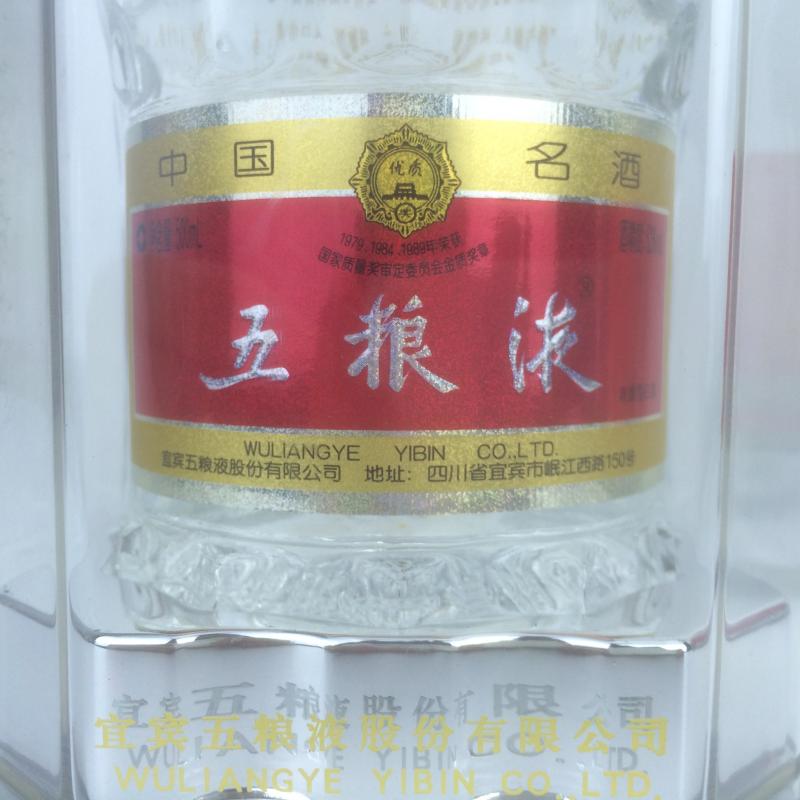 中国 优质 名酒
净含量 500mL
1979、1984、1989年荣获
国家质量奖审定委员会金质奖章
五粮液®
WULIANGYE YIBIN CO.,LTD.
宜宾五粮液股份有限公司 地址：四川省宜宾市岷江西路150号
宜宾五粮液股份有限公司
WULIANGYE YIBIN CO.,LTD.